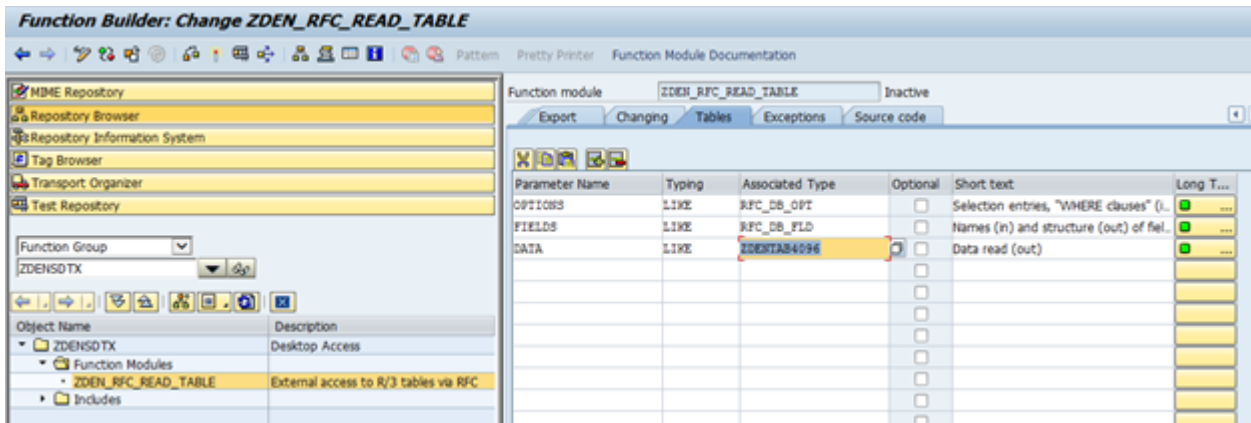 Function Builder: Change ZDEN_RFC_READ_TABLE
Pattern Pretty Printer Function Module Documentation
MIME Repository
Repository Browser
Repository Information System
Tag Browser
Transport Organizer
Test Repository
Function Group
ZDENSDTX
Object Name Description
ZDENSDTX Desktop Access
Function Modules
ZDEN_RFC_READ_TABLE External access to R/3 tables via RFC
Includes
Function module ZDEN_RFC_READ_TABLE Inactive
Export Changing Tables Exceptions Source code
Parameter Name Typing Associated Type Optional Short text Long T...
OPTIONS LIKE RFC_DB_OPT Selection entries, "WHERE clauses" (i.. ...
FIELDS LIKE RFC_DB_FLD Names (in) and structure (out) of fiel.. ...
DATA LIKE ZDENTAB4096 Data read (out) ...